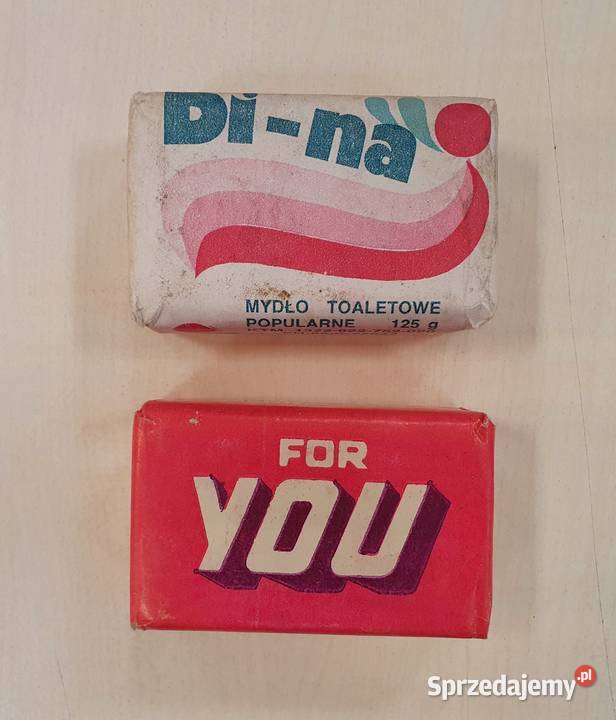 Di-na
MYDŁO TOALETOWE
POPULARNE 125 g
FOR
YOU
Sprzedajemy.pl